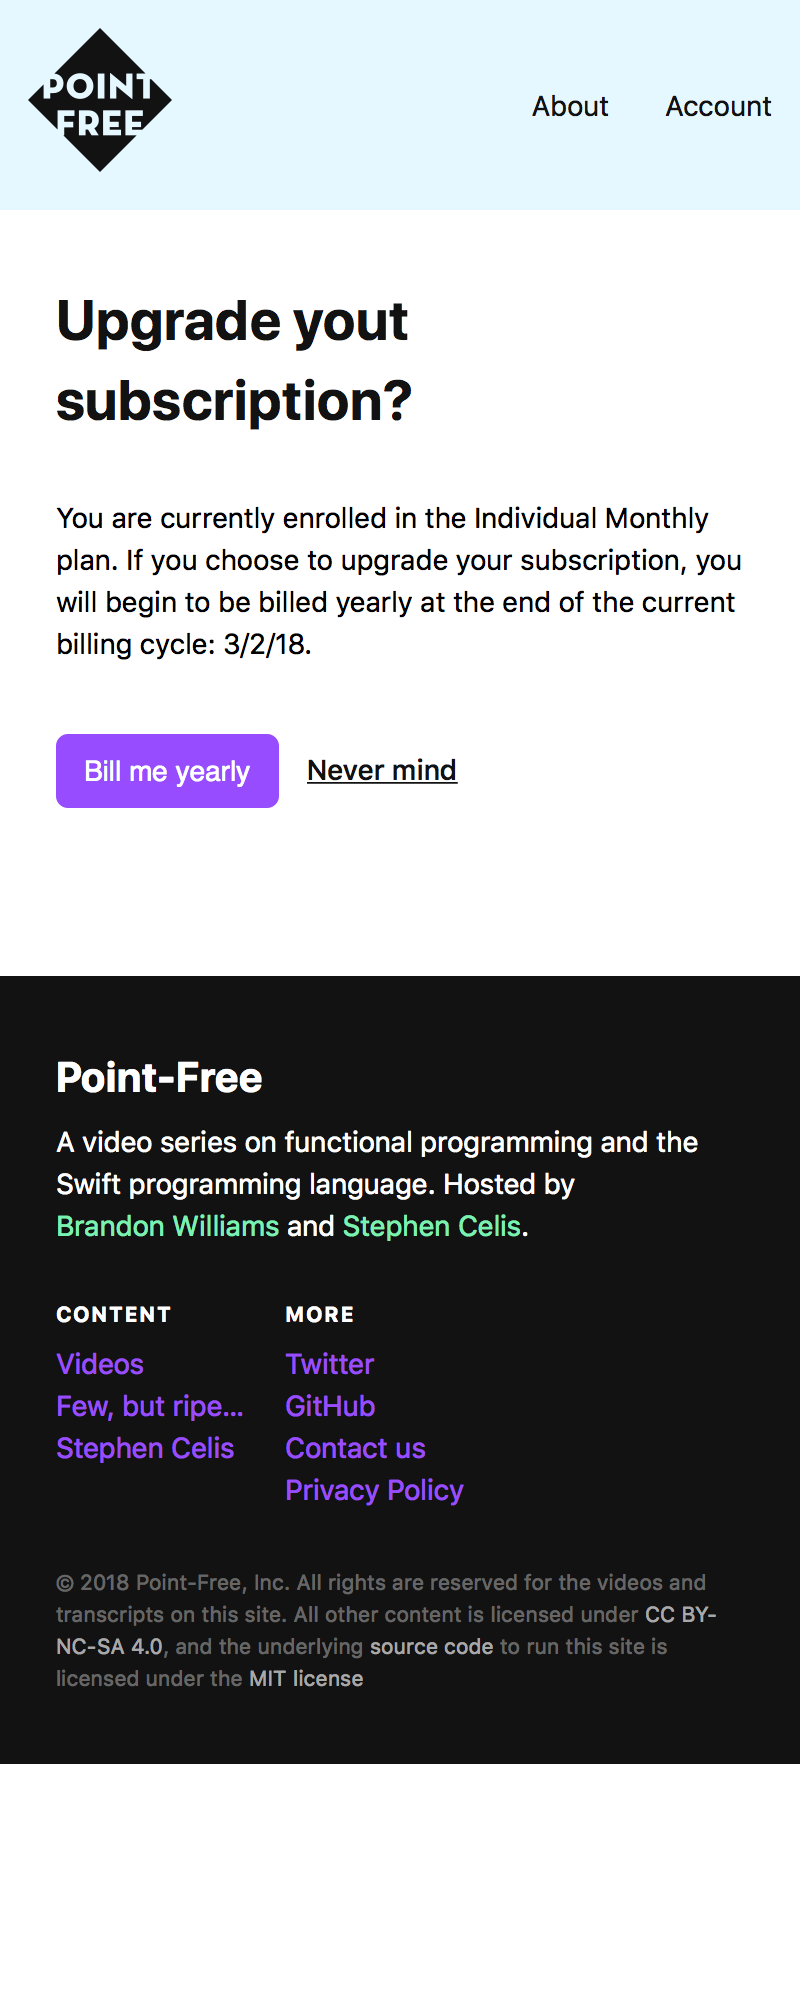 POINT
FREE
About
Account
Upgrade yout
subscription?
You are currently enrolled in the Individual Monthly
plan. If you choose to upgrade your subscription, you
will begin to be billed yearly at the end of the current
billing cycle: 3/2/18.
Bill me yearly
Never mind
Point-Free
A video series on functional programming and the
Swift programming language. Hosted by
Brandon Williams and Stephen Celis.
CONTENT
Videos
Few, but ripe...
Stephen Celis
MORE
Twitter
GitHub
Contact us
Privacy Policy
© 2018 Point-Free, Inc. All rights are reserved for the videos and
transcripts on this site. All other content is licensed under CC BY-
NC-SA 4.0, and the underlying source code to run this site is
licensed under the MIT license